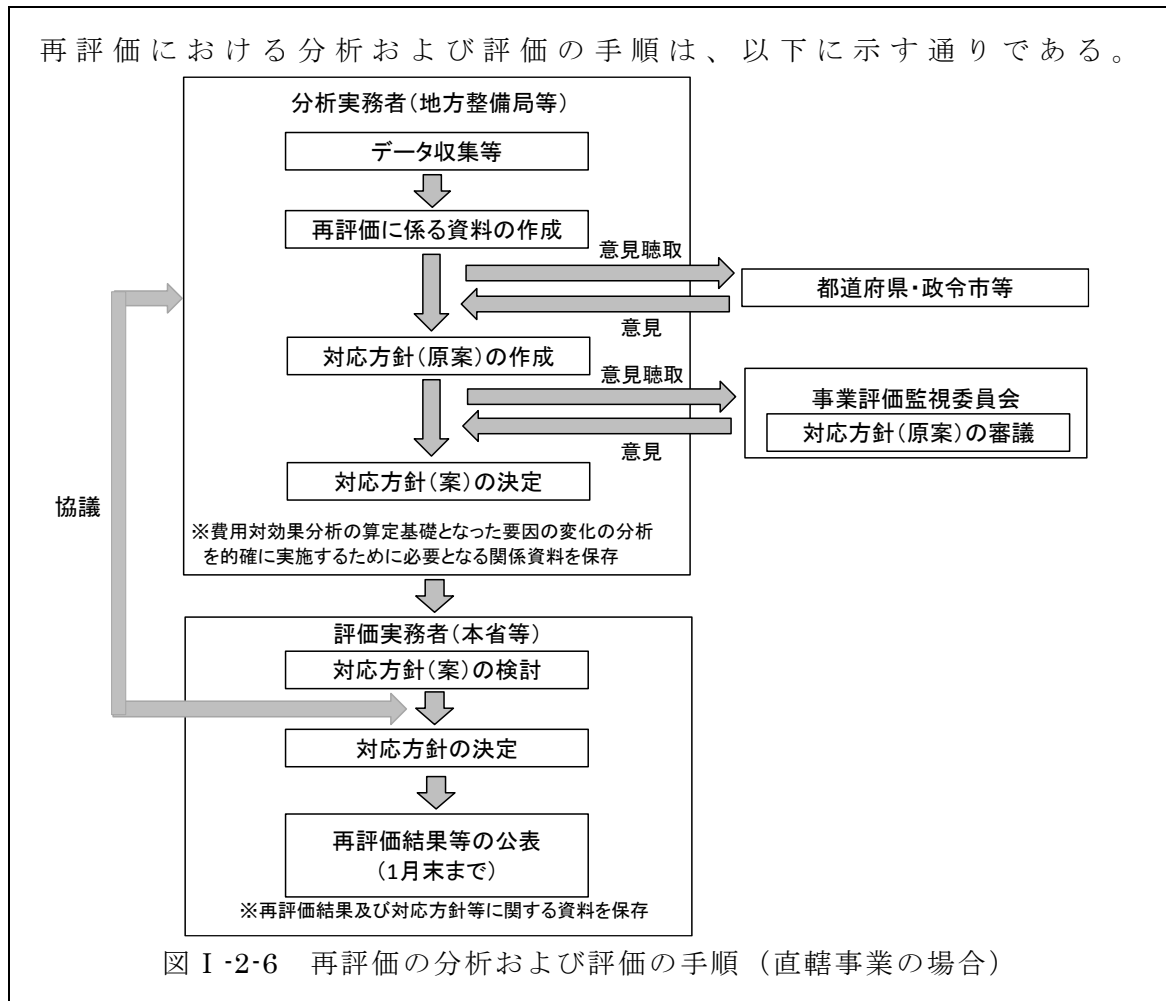 再評価における分析および評価の手順は、以下に示す通りである。
分析実務者(地方整備局等)
データ収集等
再評価に係る資料の作成
意見聴取
都道府県・政令市等
意見
対応方針(原案)の作成
意見聴取
事業評価監視委員会
対応方針(原案)の審議
意見
対応方針(案)の決定
協議
※費用対効果分析の算定基礎となった要因の変化の分析
を的確に実施するために必要となる関係資料を保存
評価実務者(本省等)
対応方針(案)の検討
対応方針の決定
再評価結果等の公表
(1月末まで)
※再評価結果及び対応方針等に関する資料を保存
図Ⅰ-2-6 再評価の分析および評価の手順(直轄事業の場合)